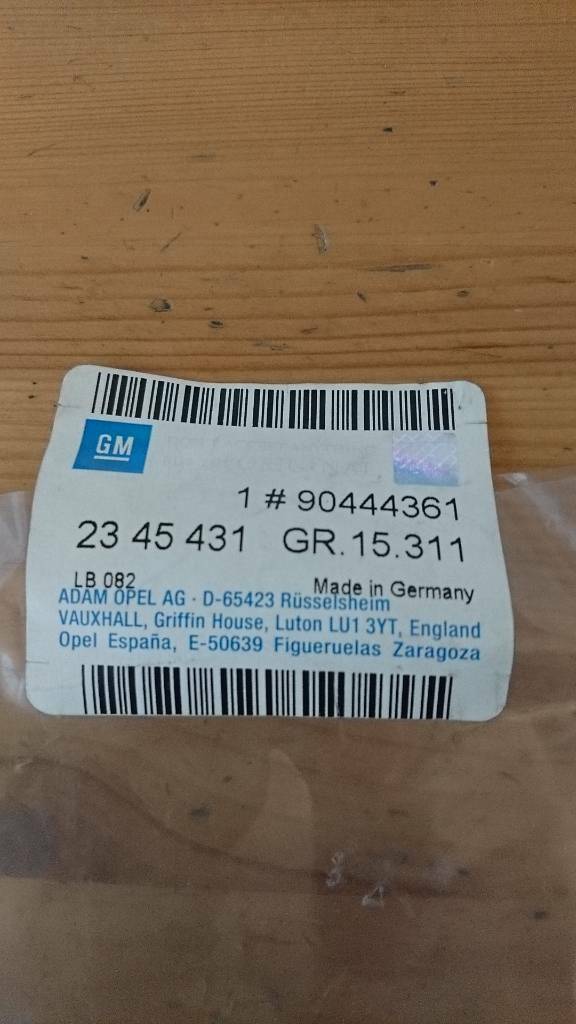 GM
1 # 90444361
23 45 431 GR.15.311
LB 082 Made in Germany
ADAM OPEL AG · D-65423 Rüsselsheim
VAUXHALL, Griffin House, Luton LU1 3YT, England
Opel España, E-50639 Figueruelas Zaragoza